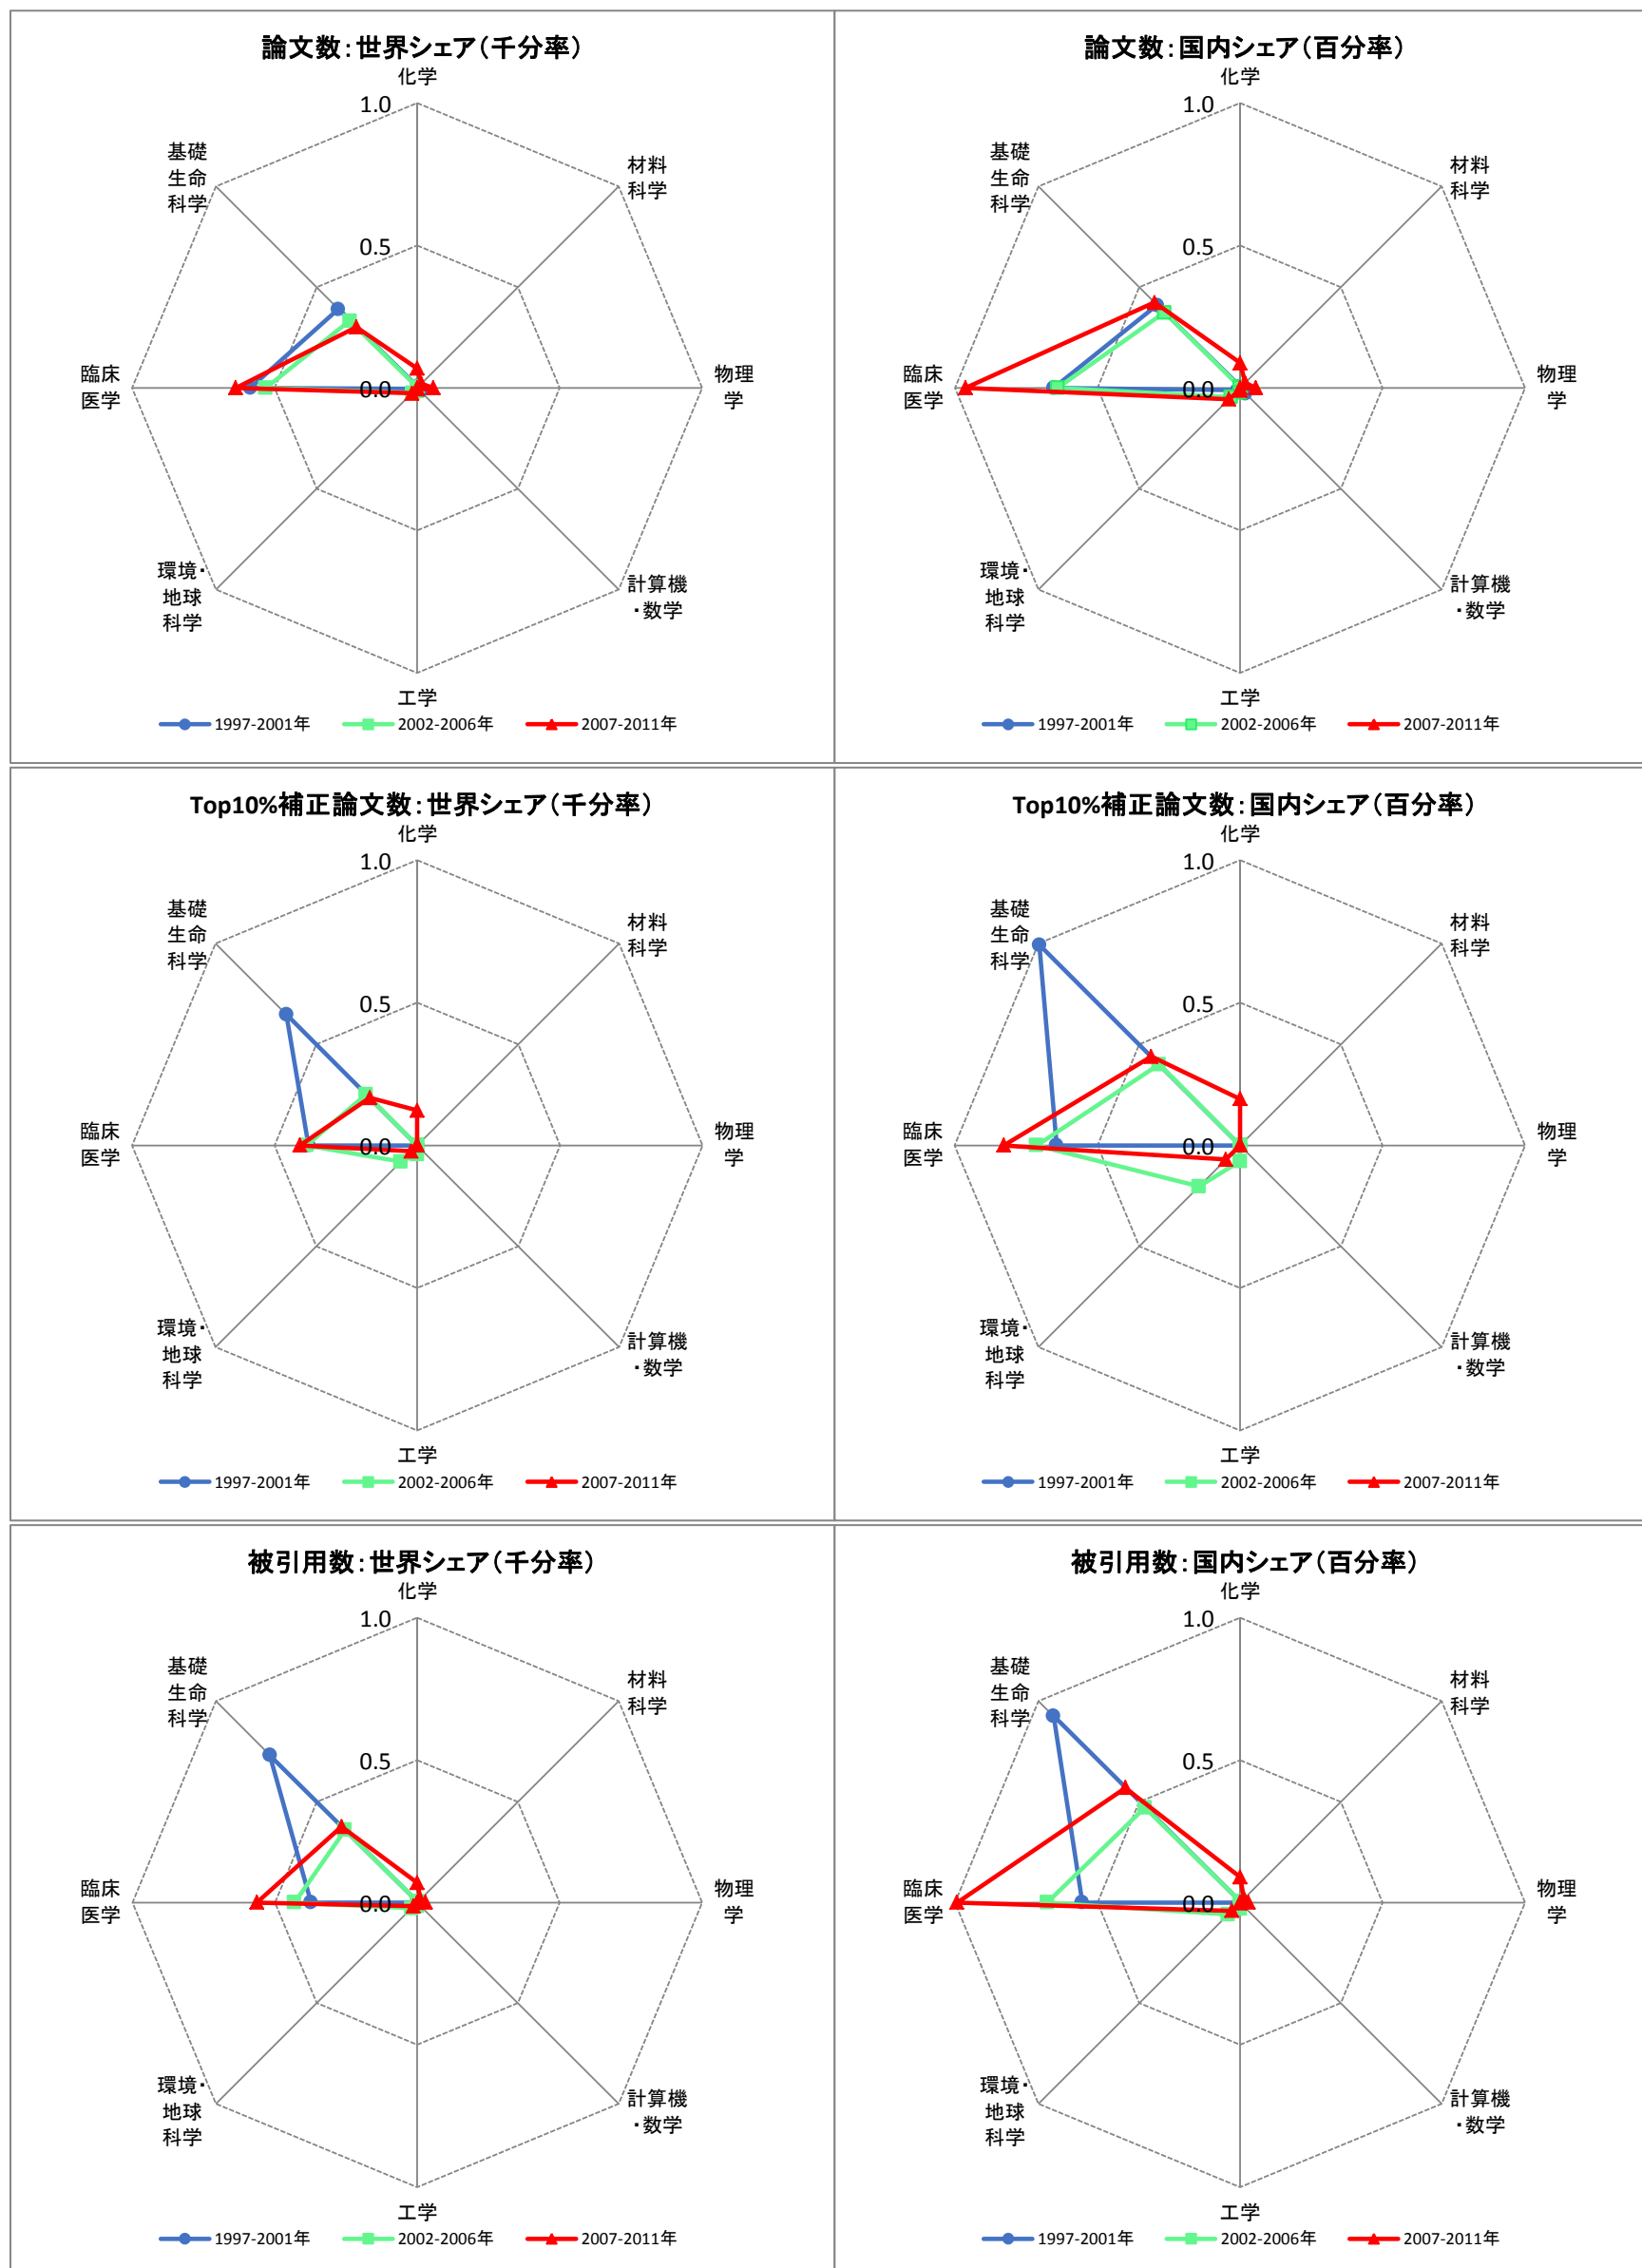 論文数：世界シェア（千分率）
化学
1.0
基礎
生命
科学
材料
科学
0.5
臨床
医学
0.0
物理
学
環境・
地球
科学
計算機
・数学
工学
1997-2001年 2002-2006年 2007-2011年
論文数：国内シェア（百分率）
化学
1.0
基礎
生命
科学
材料
科学
0.5
臨床
医学
0.0
物理
学
環境・
地球
科学
計算機
・数学
工学
1997-2001年 2002-2006年 2007-2011年
Top10%補正論文数：世界シェア（千分率）
化学
1.0
基礎
生命
科学
材料
科学
0.5
臨床
医学
0.0
物理
学
環境・
地球
科学
計算機
・数学
工学
1997-2001年 2002-2006年 2007-2011年
Top10%補正論文数：国内シェア（百分率）
化学
1.0
基礎
生命
科学
材料
科学
0.5
臨床
医学
0.0
物理
学
環境・
地球
科学
計算機
・数学
工学
1997-2001年 2002-2006年 2007-2011年
被引用数：世界シェア（千分率）
化学
1.0
基礎
生命
科学
材料
科学
0.5
臨床
医学
0.0
物理
学
環境・
地球
科学
計算機
・数学
工学
1997-2001年 2002-2006年 2007-2011年
被引用数：国内シェア（百分率）
化学
1.0
基礎
生命
科学
材料
科学
0.5
臨床
医学
0.0
物理
学
環境・
地球
科学
計算機
・数学
工学
1997-2001年 2002-2006年 2007-2011年